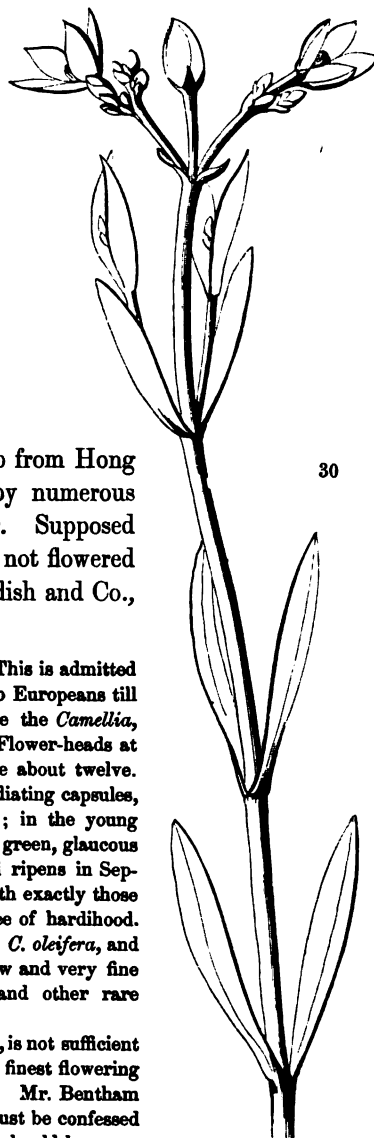 from Hong
by numerous
Supposed
not flowered
dish and Co.,
30
This is admitted
Europeans till
the Camellia,
Flower-heads at
about twelve.
diating capsules,
; in the young
green, glaucous
ripens in Sep-
th exactly those
of hardihood.
C. oleifera, and
w and very fine
and other rare
, is not sufficient
finest flowering
Mr. Bentham
ust be confessed